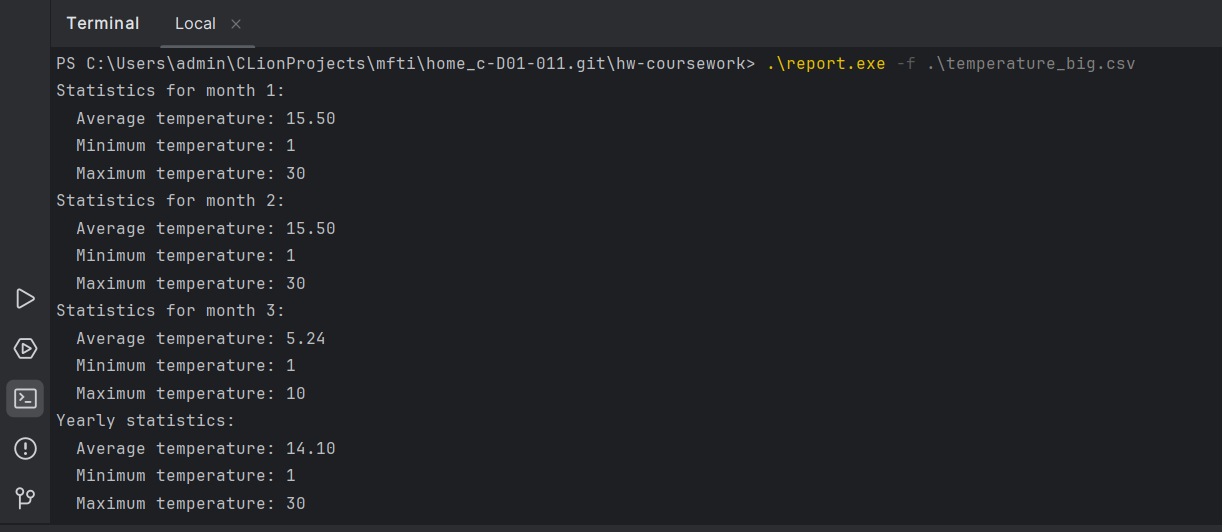 Terminal Local ×
PS C:\Users\admin\CLionProjects\mfti\home_c-D01-011.git\hw-coursework> .\report.exe -f .\temperature_big.csv
Statistics for month 1:
  Average temperature: 15.50
  Minimum temperature: 1
  Maximum temperature: 30
Statistics for month 2:
  Average temperature: 15.50
  Minimum temperature: 1
  Maximum temperature: 30
Statistics for month 3:
  Average temperature: 5.24
  Minimum temperature: 1
  Maximum temperature: 10
Yearly statistics:
  Average temperature: 14.10
  Minimum temperature: 1
  Maximum temperature: 30